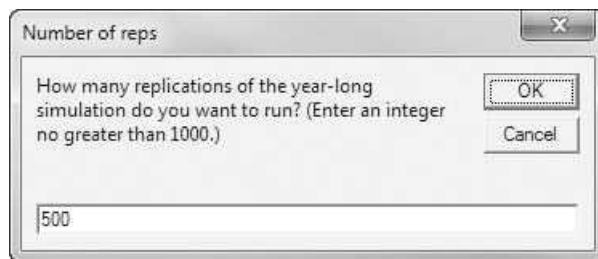 Number of reps
How many replications of the year-long
simulation do you want to run? (Enter an integer
no greater than 1000.)
OK
Cancel
500